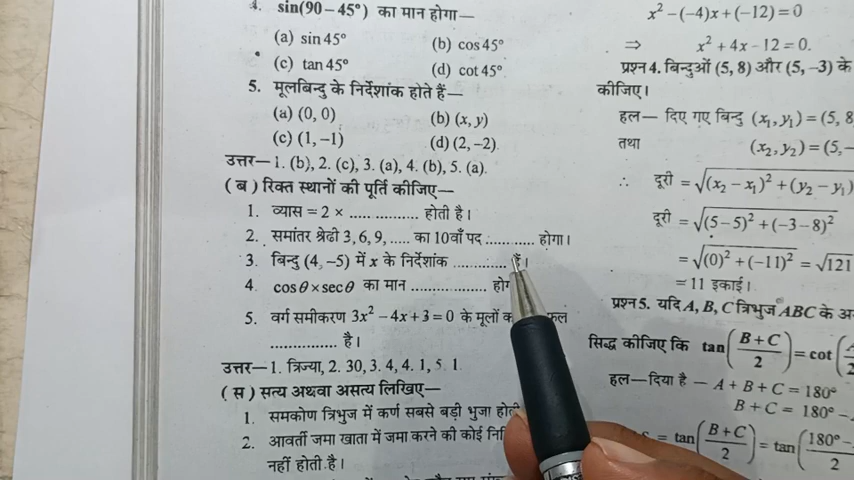 4. sin(90 – 45°) का मान होगा—
(a) sin 45° (b) cos 45°
(c) tan 45° (d) cot 45°
5. मूलबिन्दु के निर्देशांक होते हैं—
(a) (0, 0) (b) (x, y)
(c) (1, –1) (d) (2, –2)
उत्तर— 1. (b), 2. (c), 3. (a), 4. (b), 5. (a).
( ब ) रिक्त स्थानों की पूर्ति कीजिए—
1. व्यास = 2 × ..... ........... होती है।
2. समांतर श्रेढी 3, 6, 9, ..... का 10वाँ पद ........... होगा।
3. बिन्दु (4, –5) में x के निर्देशांक ............ है।
4. cos θ × sec θ का मान ................. हो
5. वर्ग समीकरण 3x² – 4x + 3 = 0 के मूलों
............... है।
उत्तर— 1. त्रिज्या, 2. 30, 3. 4, 4. 1, 5. 1.
( स ) सत्य अथवा असत्य लिखिए—
1. समकोण त्रिभुज में कर्ण सबसे बड़ी भुजा
2. आवर्ती जमा खाता में जमा करने की कोई
नहीं होती है।
x² – (–4)x + (–12) = 0
⇒ x² + 4x – 12 = 0.
प्रश्न 4. बिन्दुओं (5, 8) और (5, –3) के
कीजिए।
हल— दिए गए बिन्दु (x₁, y₁) = (5, 8
तथा (x₂, y₂) = (5, –
∴ दूरी = √(x₂ – x₁)² + (y₂ – y₁)
दूरी = √(5–5)² + (–3–8)²
= √(0)² + (–11)² = √121
= 11 इकाई।
प्रश्न 5. यदि A, B, C त्रिभुज ABC के
सिद्ध कीजिए कि tan((B + C)/2) = cot(A/2
हल— दिया है — A + B + C = 180°
B + C = 180° –
= tan((B + C)/2) = tan((180° –)/2